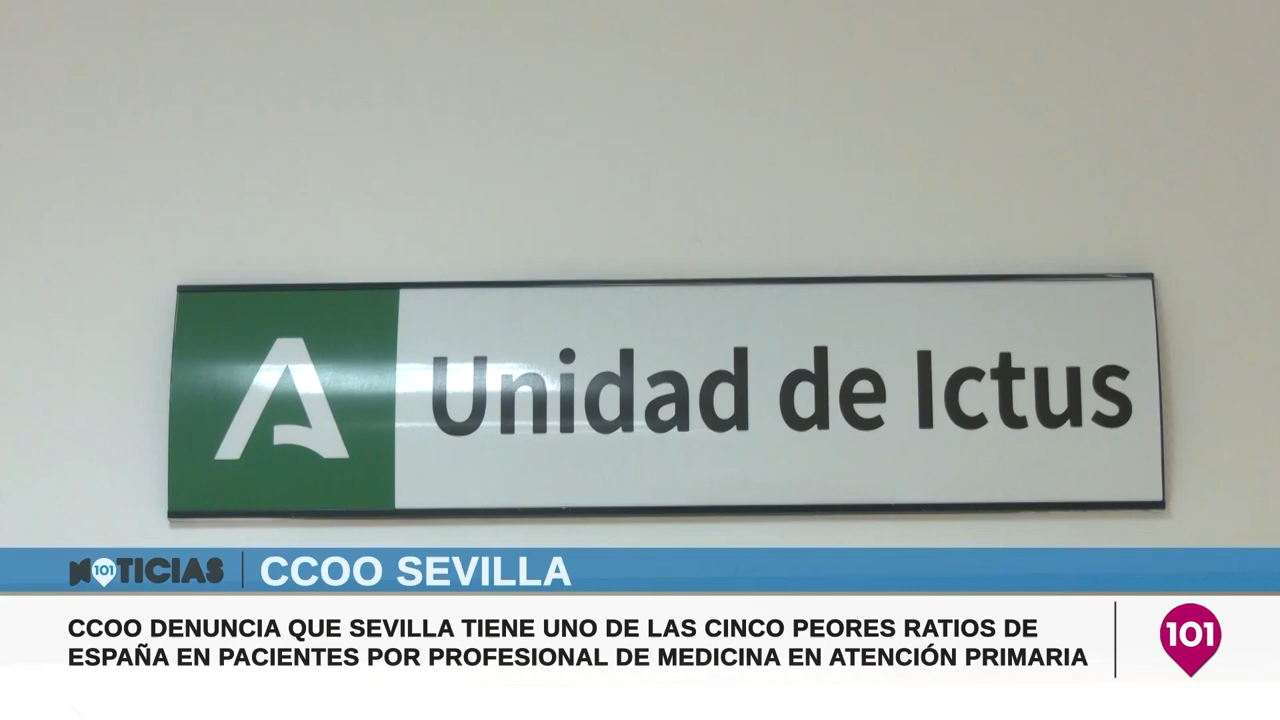 Unidad de Ictus
NOTICIAS
101
CCOO SEVILLA
CCOO DENUNCIA QUE SEVILLA TIENE UNO DE LAS CINCO PEORES RATIOS DE
ESPAÑA EN PACIENTES POR PROFESIONAL DE MEDICINA EN ATENCIÓN PRIMARIA
101